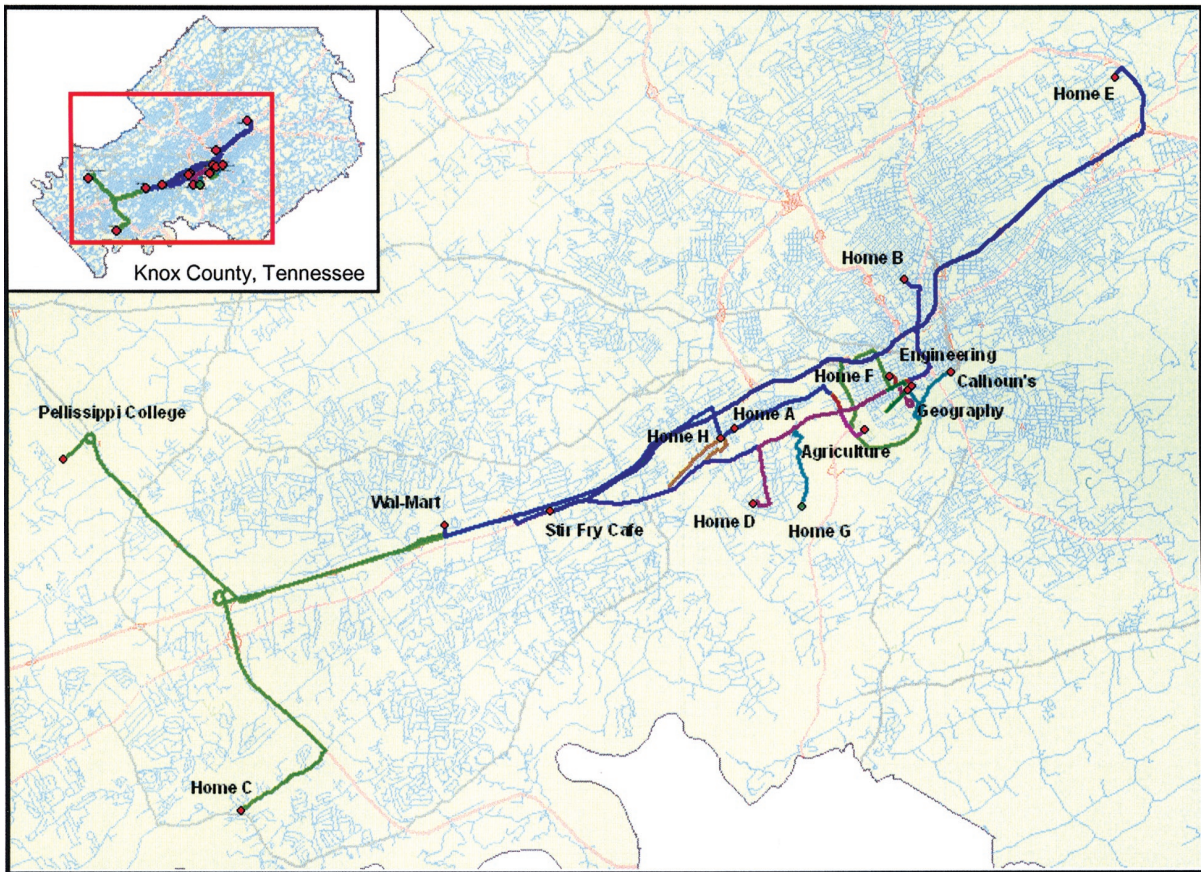 Knox County, Tennessee
Home E
Home B
Engineering
Home F
Calhoun's
Geography
Home A
Home H
Agriculture
Pellissippi College
Wal-Mart
Stir Fry Cafe
Home D
Home G
Home C